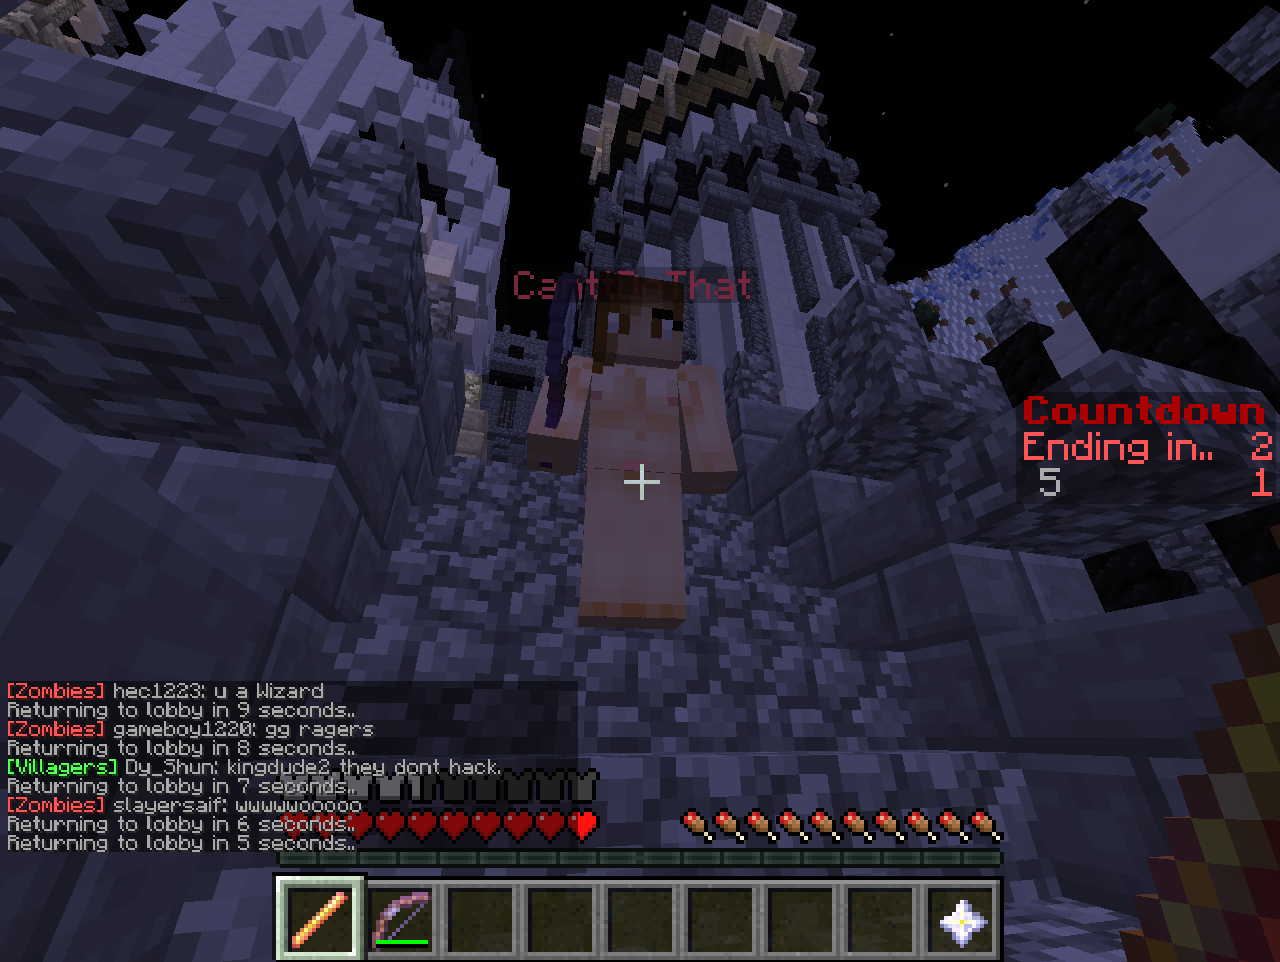 CantDoThat
Countdown
Ending in.. 2
5 1
[Zombies] hec1223: u a Wizard
Returning to lobby in 9 seconds..
[Zombies] gameboy1220: gg ragers
Returning to lobby in 8 seconds..
[Villagers] Dy_Shun: kingdude2 they dont hack.
Returning to lobby in 7 seconds..
[Zombies] slayersaif: wwwwwooooo
Returning to lobby in 6 seconds..
Returning to lobby in 5 seconds..